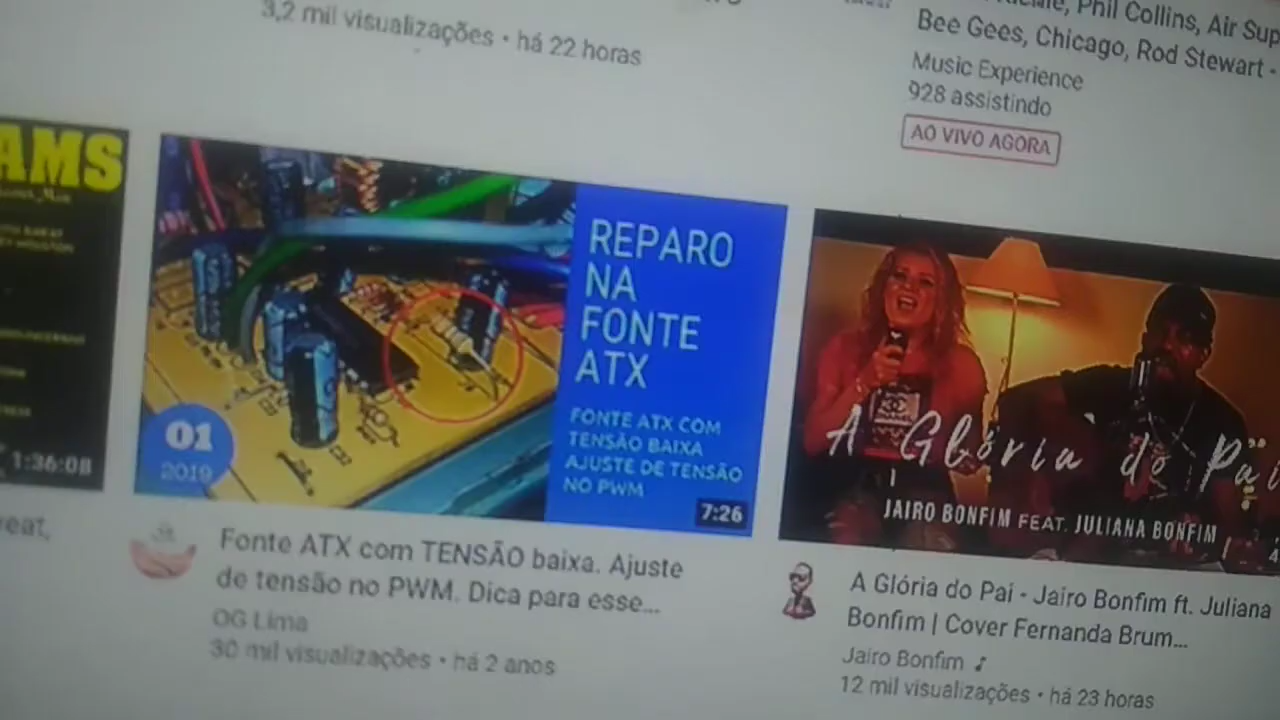 3,2 mil visualizações • há 22 horas
Phil Collins, Air Sup
Bee Gees, Chicago, Rod Stewart -
Music Experience
928 assistindo
AO VIVO AGORA
AMS
1:36:08
REPARO
NA
FONTE
ATX
FONTE ATX COM
TENSÃO BAIXA
AJUSTE DE TENSÃO
NO PWM
01
2019
7:26
Fonte ATX com TENSÃO baixa. Ajuste
de tensão no PWM. Dica para esse...
OG Lima
30 mil visualizações • há 2 anos
A Glória do Pai
JAIRO BONFIM FEAT. JULIANA BONFIM
A Glória do Pai - Jairo Bonfim ft. Juliana
Bonfim | Cover Fernanda Brum...
Jairo Bonfim ♪
12 mil visualizações • há 23 horas